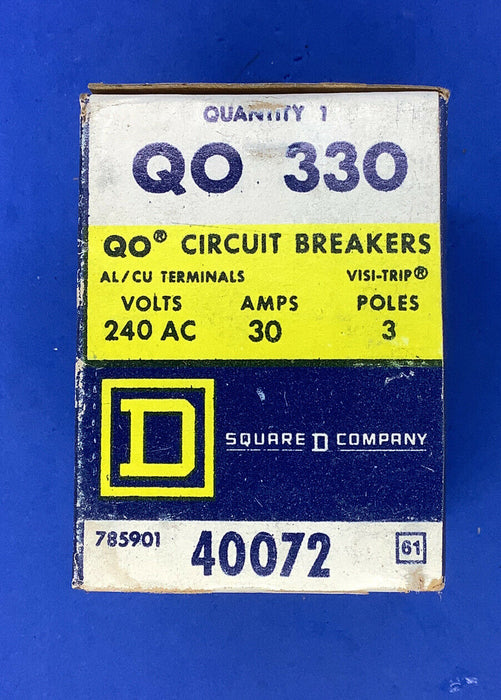 QUANTITY 1
QO 330
QO® CIRCUIT BREAKERS
AL/CU TERMINALS VISI-TRIP®
VOLTS AMPS POLES
240 AC 30 3
D SQUARE D COMPANY
785901 40072 61